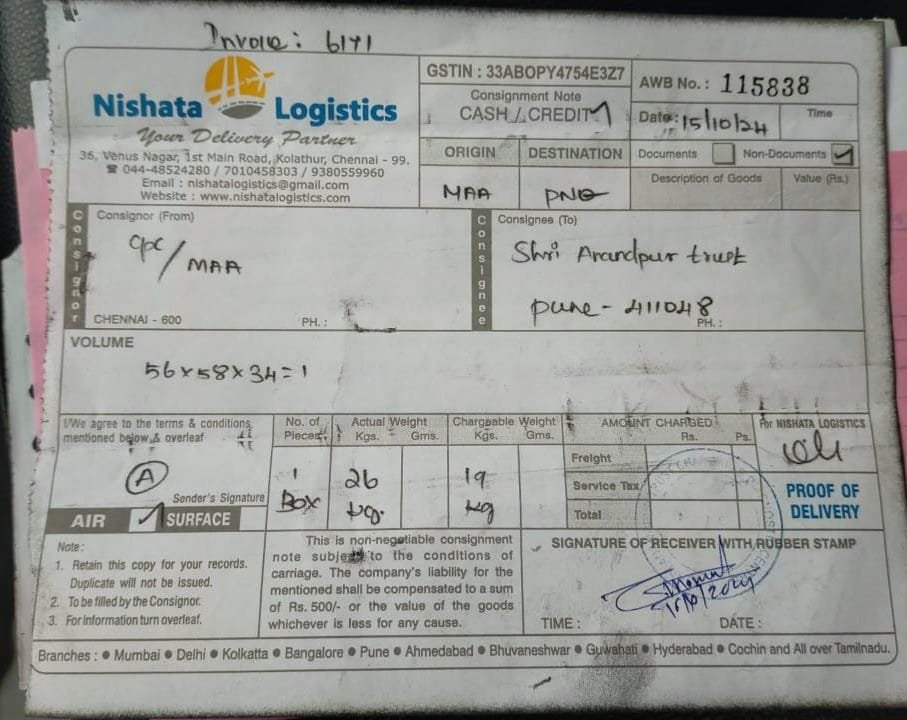 Invoice: 6171
Nishata Logistics
Your Delivery Partner
36, Venus Nagar, 1st Main Road, Kolathur, Chennai - 99.
☎ 044-48524280 / 7010458303 / 9380559960
Email : nishatalogistics@gmail.com
Website : www.nishatalogistics.com
GSTIN : 33ABOPY4754E3Z7
Consignment Note
CASH / CREDIT
AWB No. : 115838
Date: 15/10/24 Time
ORIGIN DESTINATION
MAA PNQ
Documents Non-Documents ✓
Description of Goods Value (Rs.)
Consignor
Consignor (From)
cpc/MAA
CHENNAI - 600 PH. :
Consignee
Consignee (To)
Shri Anandpur trust
Pune - 411048
PH. :
VOLUME
56x58x34=1
I/We agree to the terms & conditions
mentioned below & overleaf
A
Sender's Signature
AIR ✓ SURFACE
No. of Pieces
1 Box
Actual Weight
Kgs. Gms.
26 kg.
Chargeable Weight
Kgs. Gms.
19 kg
AMOUNT CHARGED
Rs. Ps.
Freight
Service Tax
Total
For NISHATA LOGISTICS
PROOF OF
DELIVERY
Note :
1. Retain this copy for your records.
Duplicate will not be issued.
2. To be filled by the Consignor.
3. For information turn overleaf.
This is non-negotiable consignment
note subject to the conditions of
carriage. The company's liability for the
mentioned shall be compensated to a sum
of Rs. 500/- or the value of the goods
whichever is less for any cause.
SIGNATURE OF RECEIVER WITH RUBBER STAMP
TIME : DATE :
Branches : ● Mumbai ● Delhi ● Kolkatta ● Bangalore ● Pune ● Ahmedabad ● Bhuvaneshwar ● Guwahati ● Hyderabad ● Cochin and All over Tamilnadu.